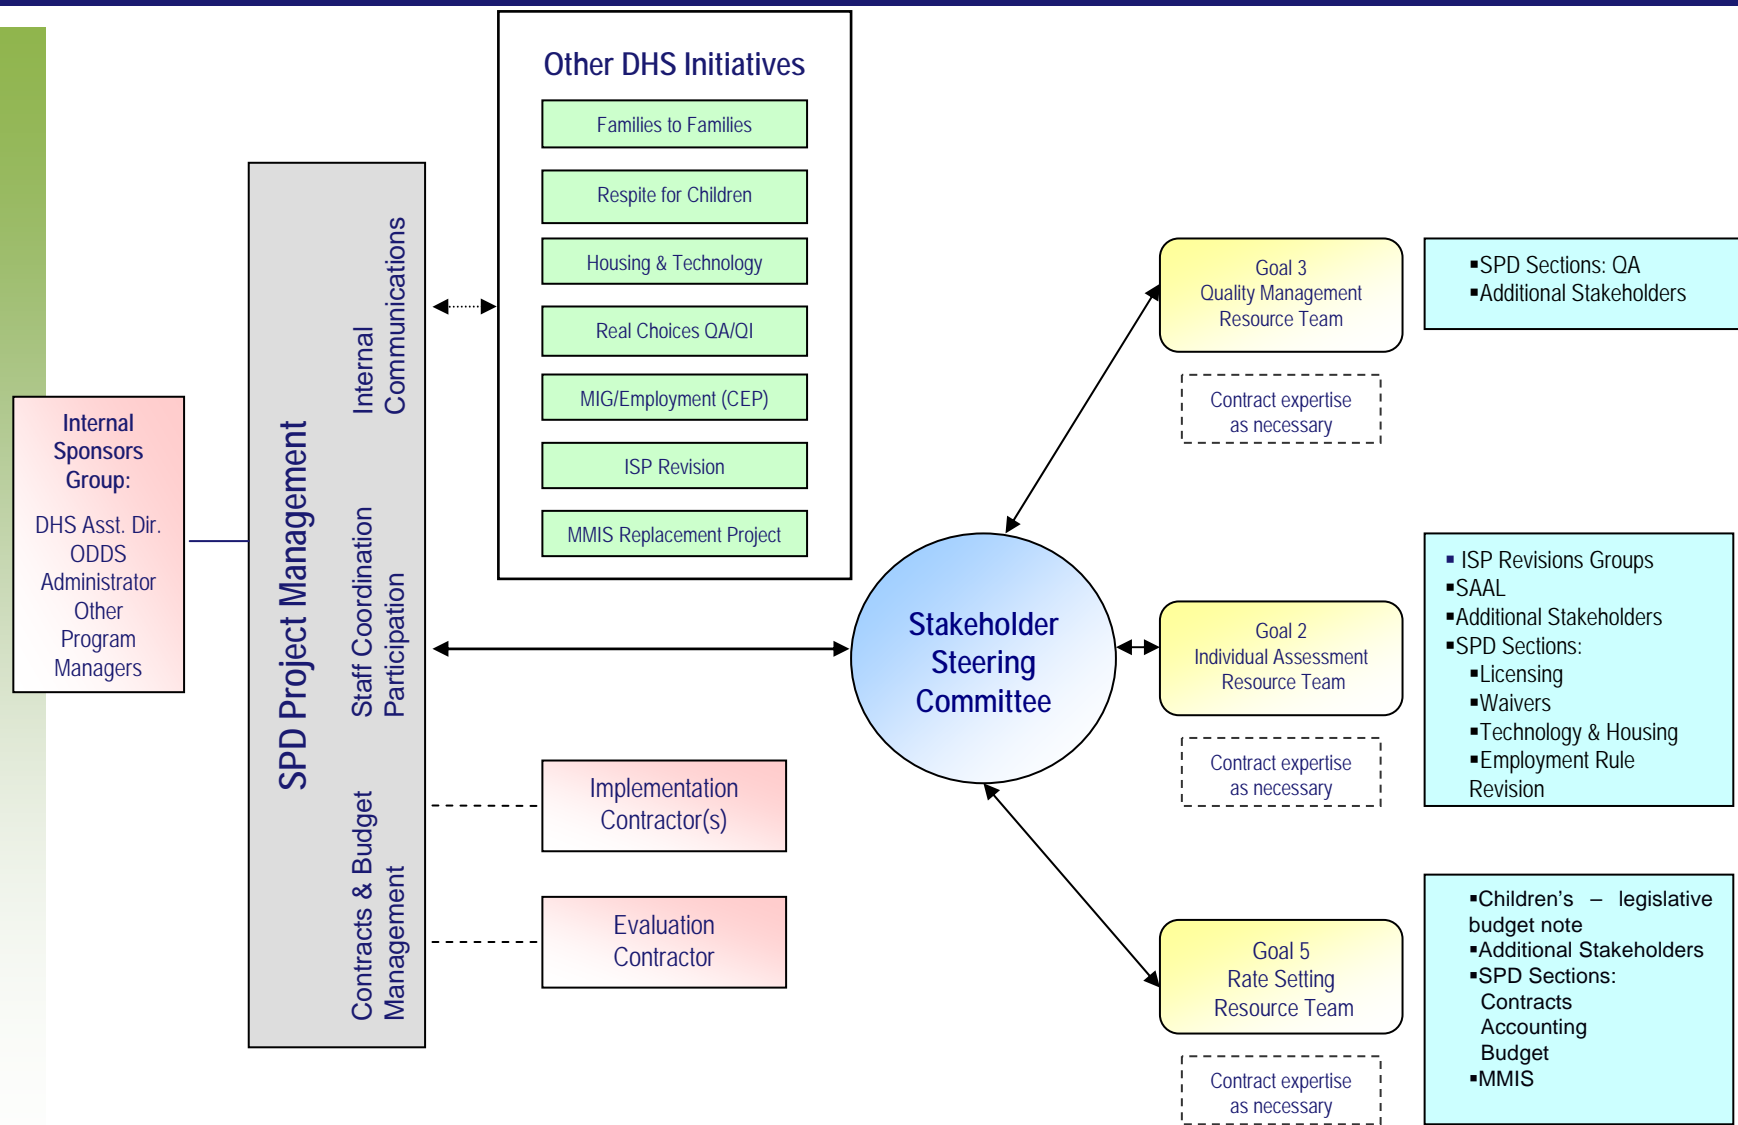 Other DHS Initiatives
Families to Families
Respite for Children
Housing & Technology
Real Choices QA/QI
MIG/Employment (CEP)
ISP Revision
MMIS Replacement Project
Internal
Sponsors
Group:
DHS Asst. Dir.
ODDS
Administrator
Other
Program
Managers
SPD Project Management
Internal
Communications
Staff Coordination
Participation
Contracts & Budget
Management
Implementation
Contractor(s)
Evaluation
Contractor
Stakeholder
Steering
Committee
Goal 3
Quality Management
Resource Team
Contract expertise
as necessary
▪SPD Sections: QA
▪Additional Stakeholders
Goal 2
Individual Assessment
Resource Team
Contract expertise
as necessary
▪ ISP Revisions Groups
▪SAAL
▪Additional Stakeholders
▪SPD Sections:
▪Licensing
▪Waivers
▪Technology & Housing
▪Employment Rule
Revision
Goal 5
Rate Setting
Resource Team
Contract expertise
as necessary
▪Children's – legislative
budget note
▪Additional Stakeholders
▪SPD Sections:
Contracts
Accounting
Budget
▪MMIS